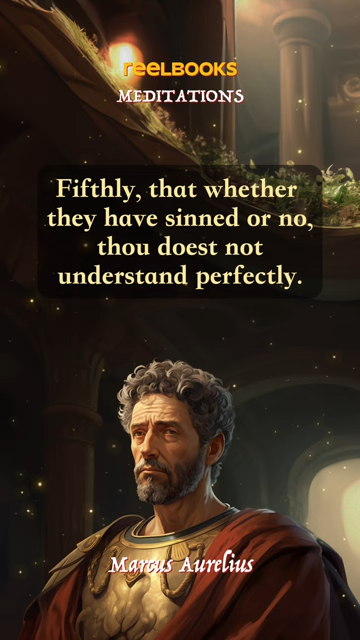 reelBOOKS
MEDITATIONS
Fifthly, that whether
they have sinned or no,
thou doest not
understand perfectly.
Marcus Aurelius